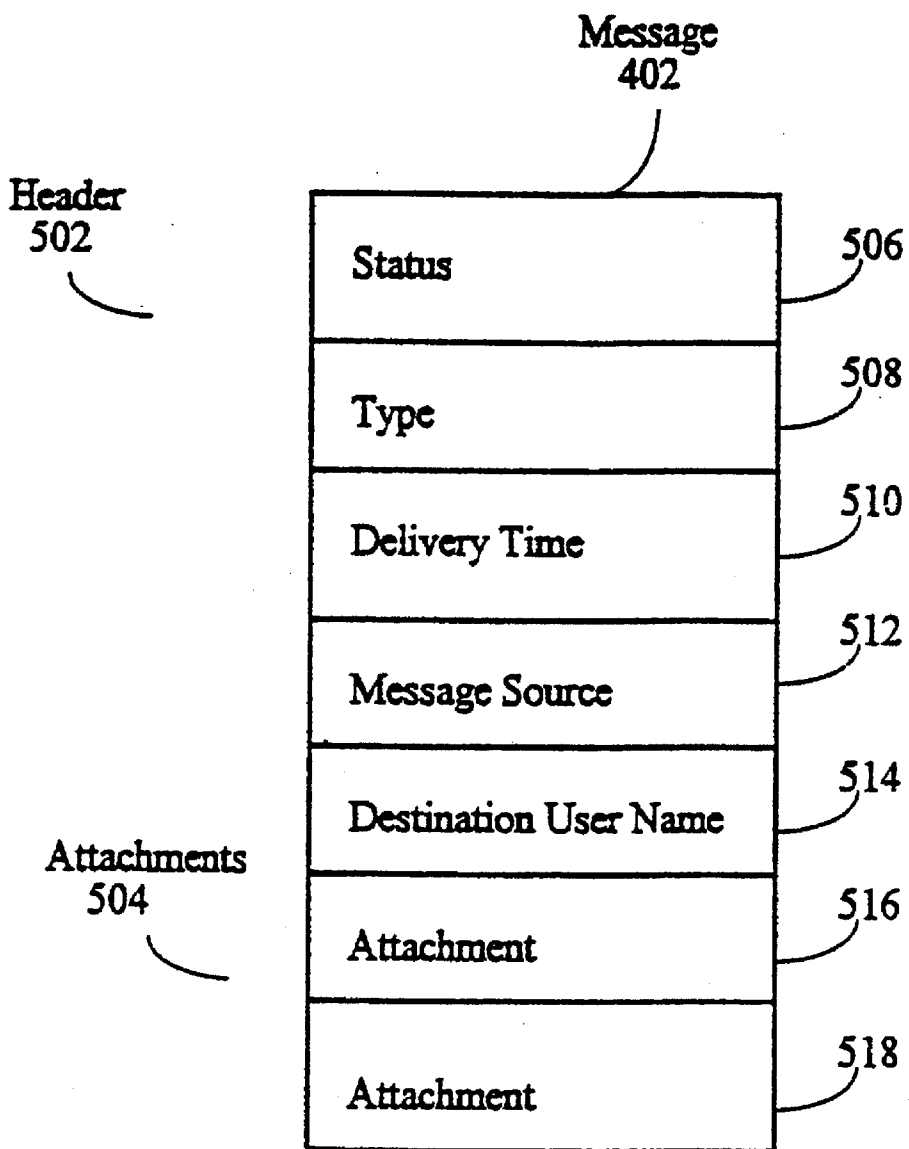 Message
402
Header
502
Status
506
Type
508
Delivery Time
510
Message Source
512
Destination User Name
514
Attachments
504
Attachment
516
Attachment
518